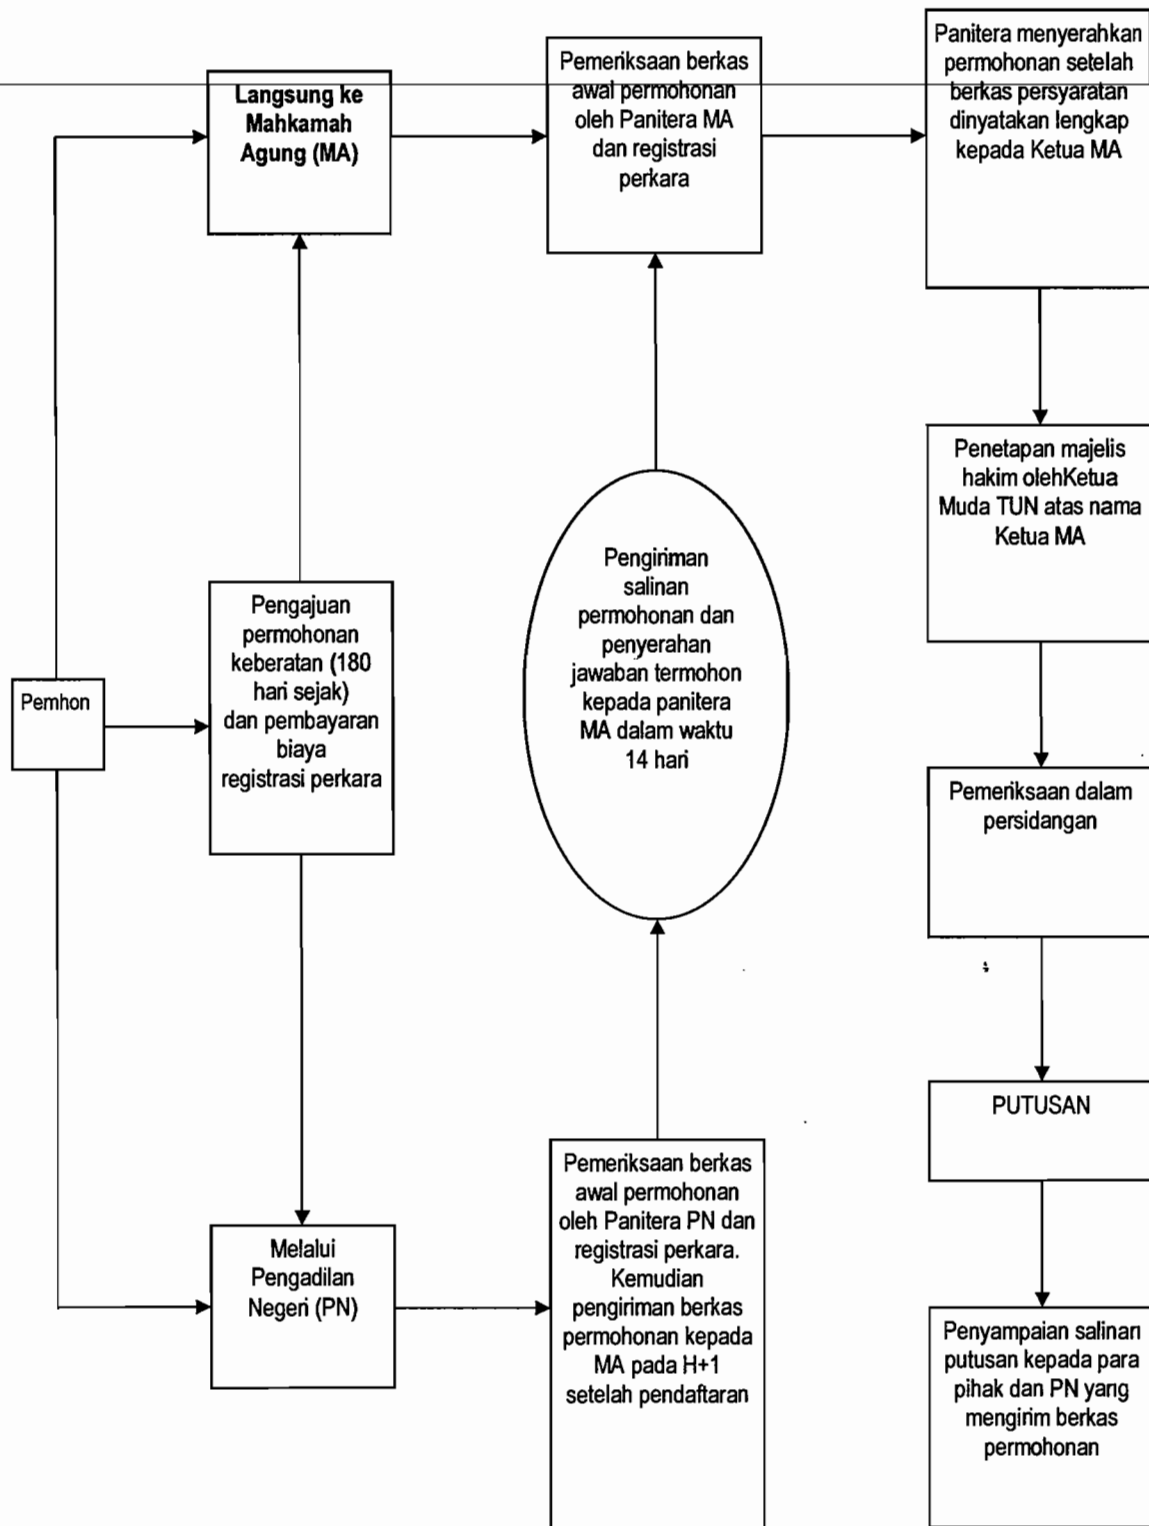 Pemhon
Langsung ke
Mahkamah
Agung (MA)
Pengajuan
permohonan
keberatan (180
hari sejak)
dan pembayaran
biaya
registrasi perkara
Melalui
Pengadilan
Negeri (PN)
Pemeriksaan berkas
awal permohonan
oleh Panitera MA
dan registrasi
perkara
Pengiriman
salinan
permohonan dan
penyerahan
jawaban termohon
kepada panitera
MA dalam waktu
14 hari
Pemeriksaan berkas
awal permohonan
oleh Panitera PN dan
registrasi perkara.
Kemudian
pengiriman berkas
permohonan kepada
MA pada H+1
setelah pendaftaran
Panitera menyerahkan
permohonan setelah
berkas persyaratan
dinyatakan lengkap
kepada Ketua MA
Penetapan majelis
hakim olehKetua
Muda TUN atas nama
Ketua MA
Pemeriksaan dalam
persidangan
PUTUSAN
Penyampaian salinan
putusan kepada para
pihak dan PN yang
mengirim berkas
permohonan